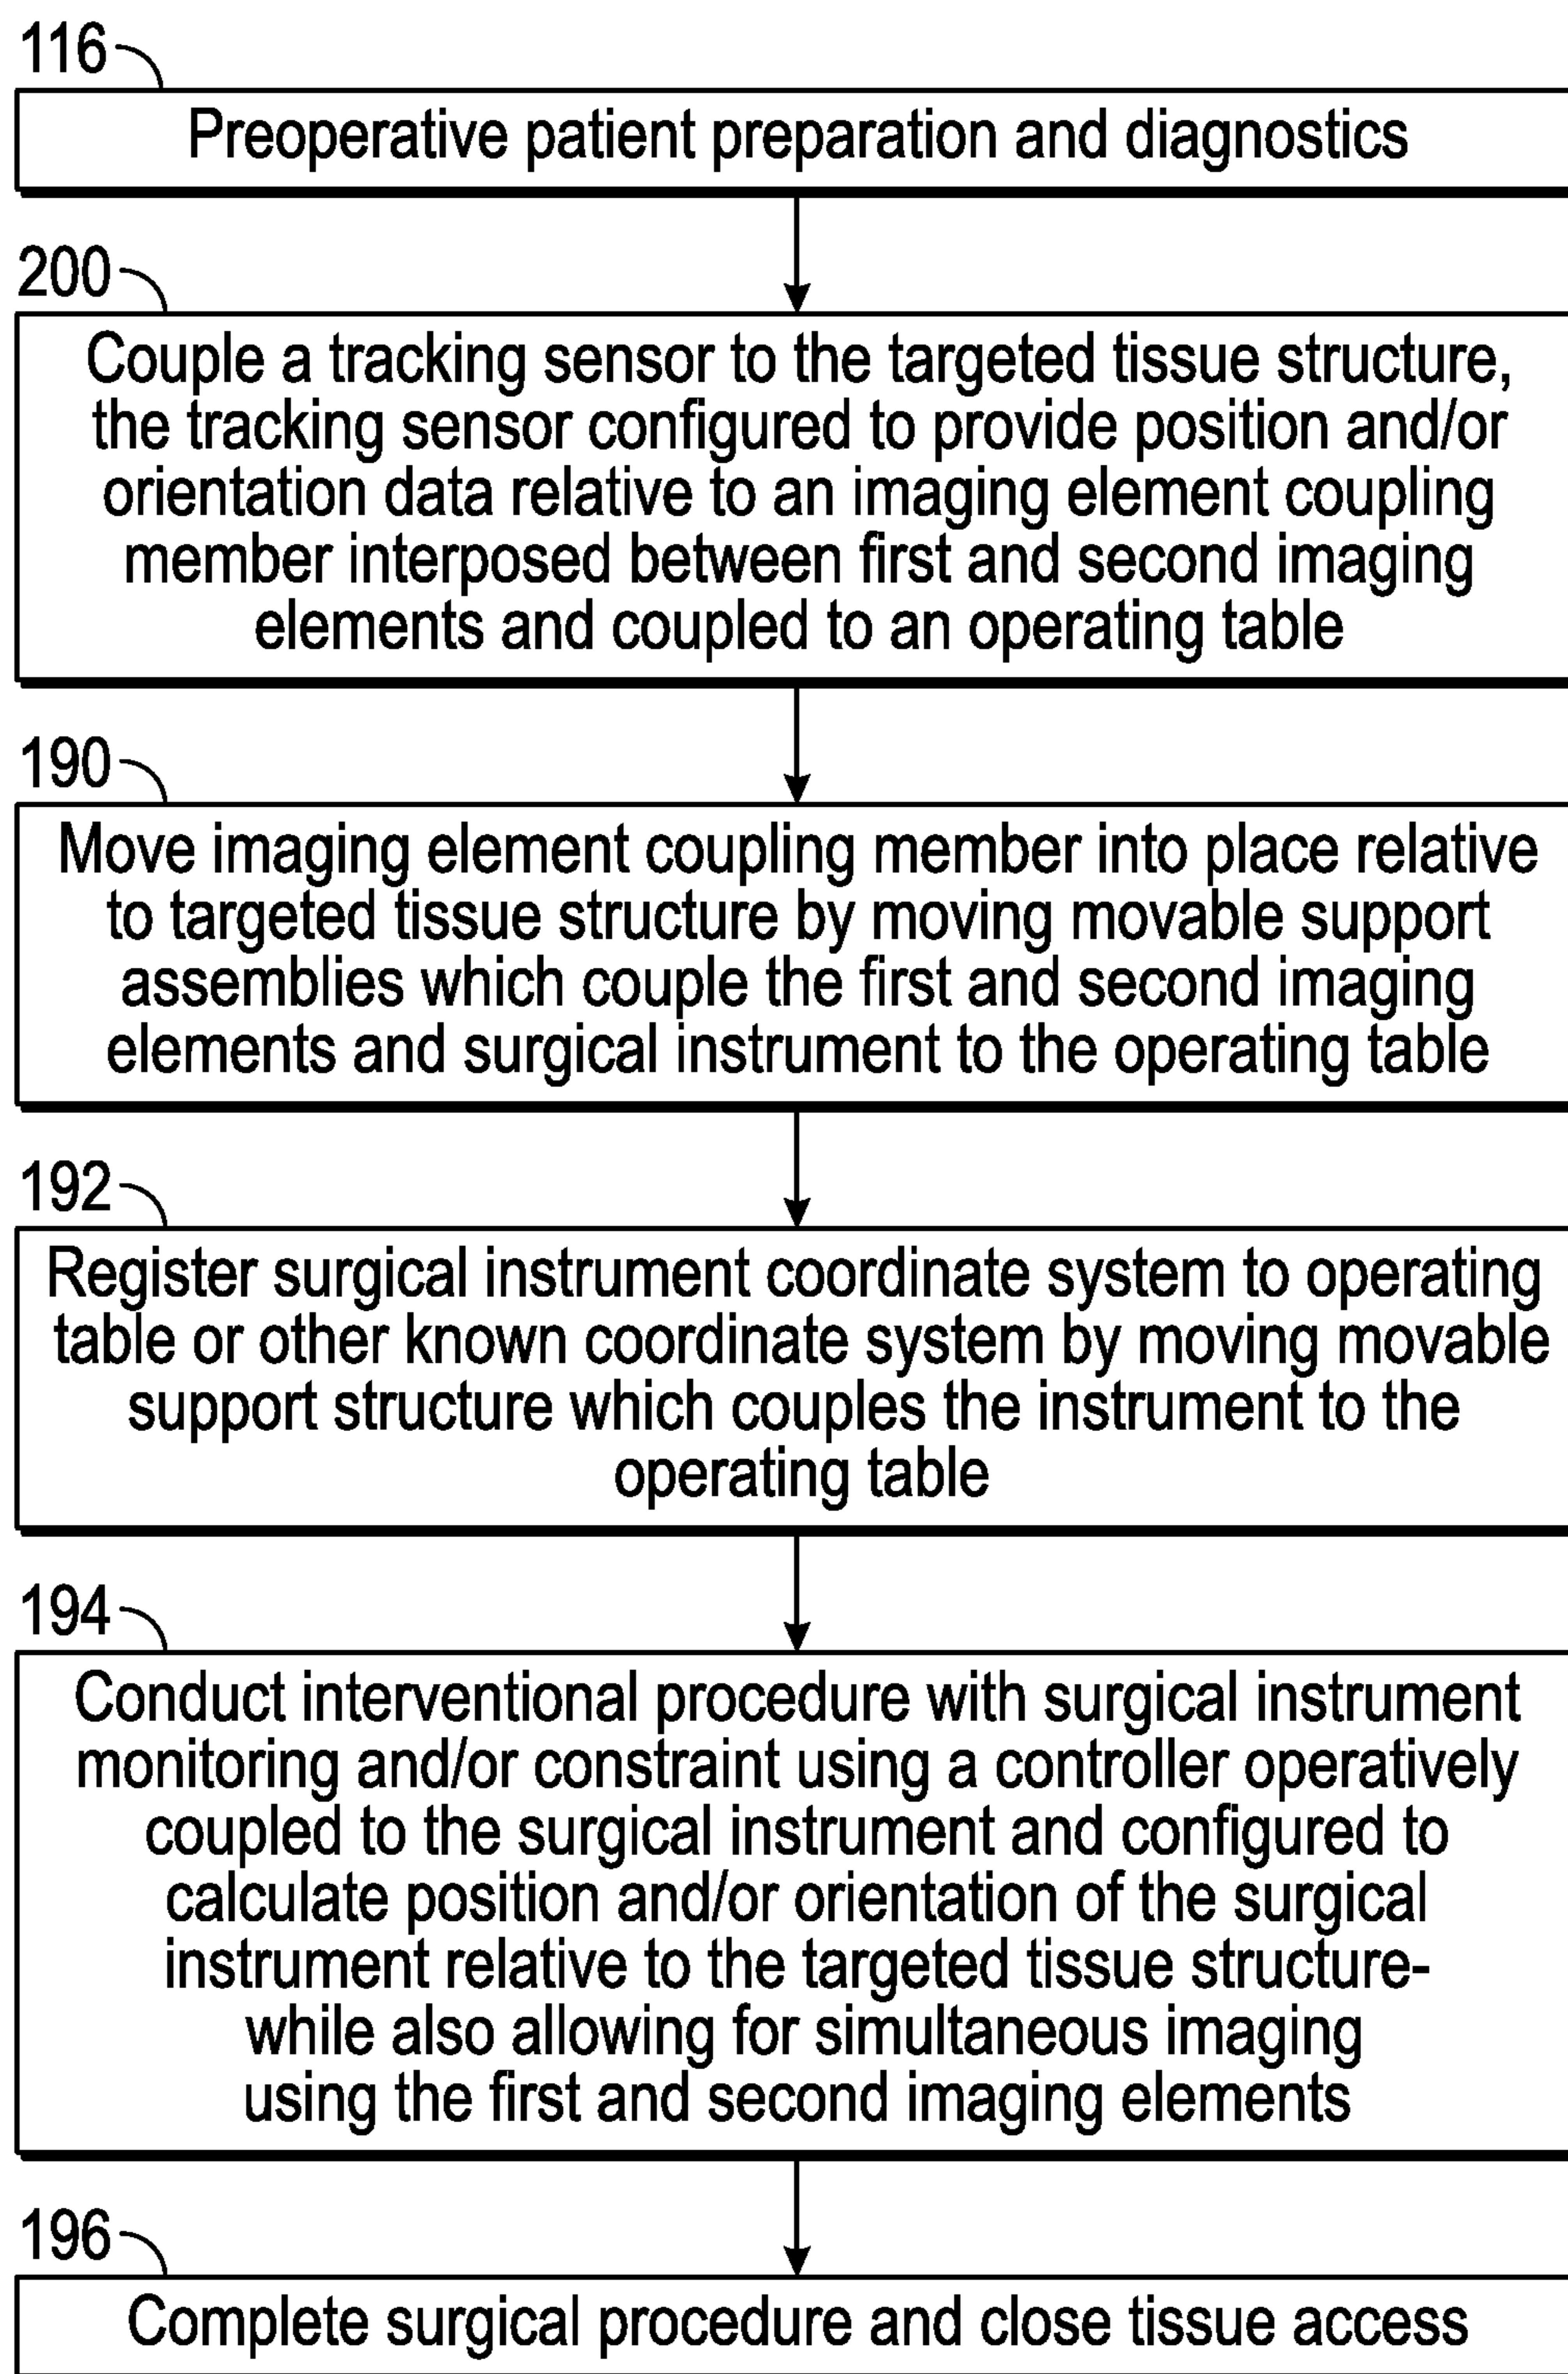 116
Preoperative patient preparation and diagnostics
200
Couple a tracking sensor to the targeted tissue structure,
the tracking sensor configured to provide position and/or
orientation data relative to an imaging element coupling
member interposed between first and second imaging
elements and coupled to an operating table
190
Move imaging element coupling member into place relative
to targeted tissue structure by moving movable support
assemblies which couple the first and second imaging
elements and surgical instrument to the operating table
192
Register surgical instrument coordinate system to operating
table or other known coordinate system by moving movable
support structure which couples the instrument to the
operating table
194
Conduct interventional procedure with surgical instrument
monitoring and/or constraint using a controller operatively
coupled to the surgical instrument and configured to
calculate position and/or orientation of the surgical
instrument relative to the targeted tissue structure-
while also allowing for simultaneous imaging
using the first and second imaging elements
196
Complete surgical procedure and close tissue access